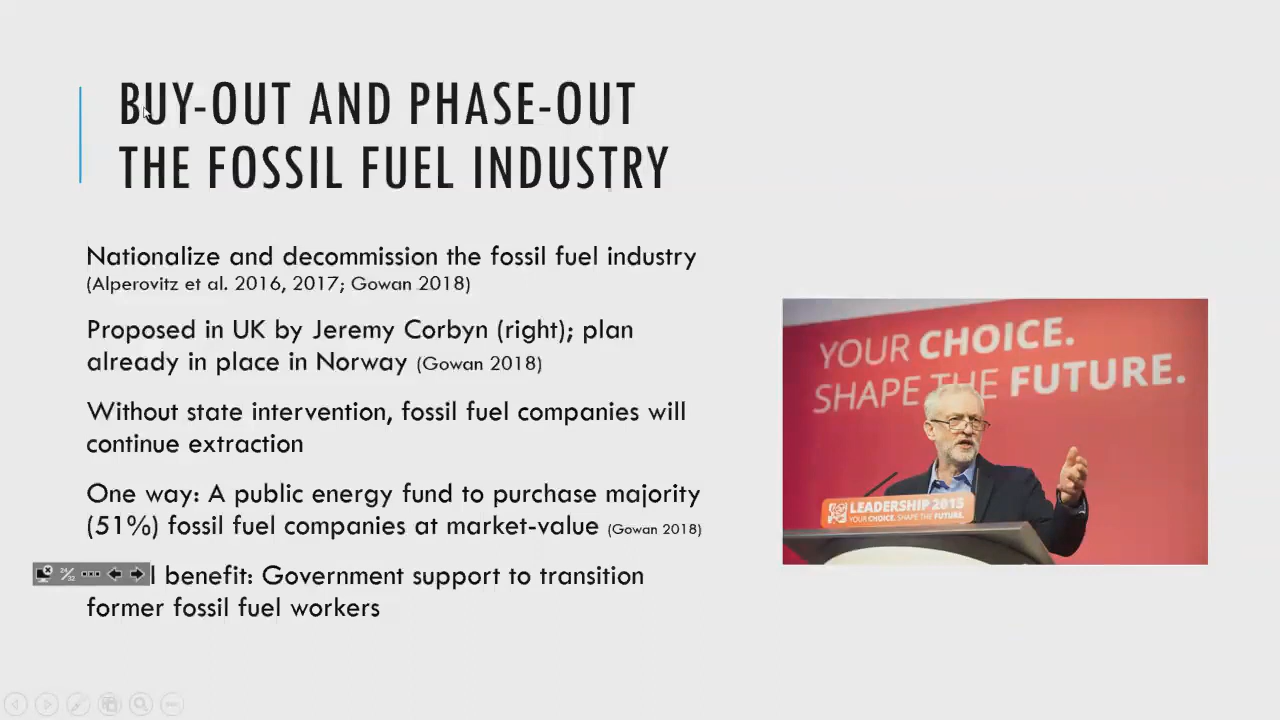 BUY-OUT AND PHASE-OUT
THE FOSSIL FUEL INDUSTRY
Nationalize and decommission the fossil fuel industry
(Alperovitz et al. 2016, 2017; Gowan 2018)
Proposed in UK by Jeremy Corbyn (right); plan
already in place in Norway (Gowan 2018)
Without state intervention, fossil fuel companies will
continue extraction
One way: A public energy fund to purchase majority
(51%) fossil fuel companies at market-value (Gowan 2018)
l benefit: Government support to transition
former fossil fuel workers
YOUR CHOICE.
SHAPE THE FUTURE.
LEADERSHIP 2015
YOUR CHOICE. SHAPE THE FUTURE.